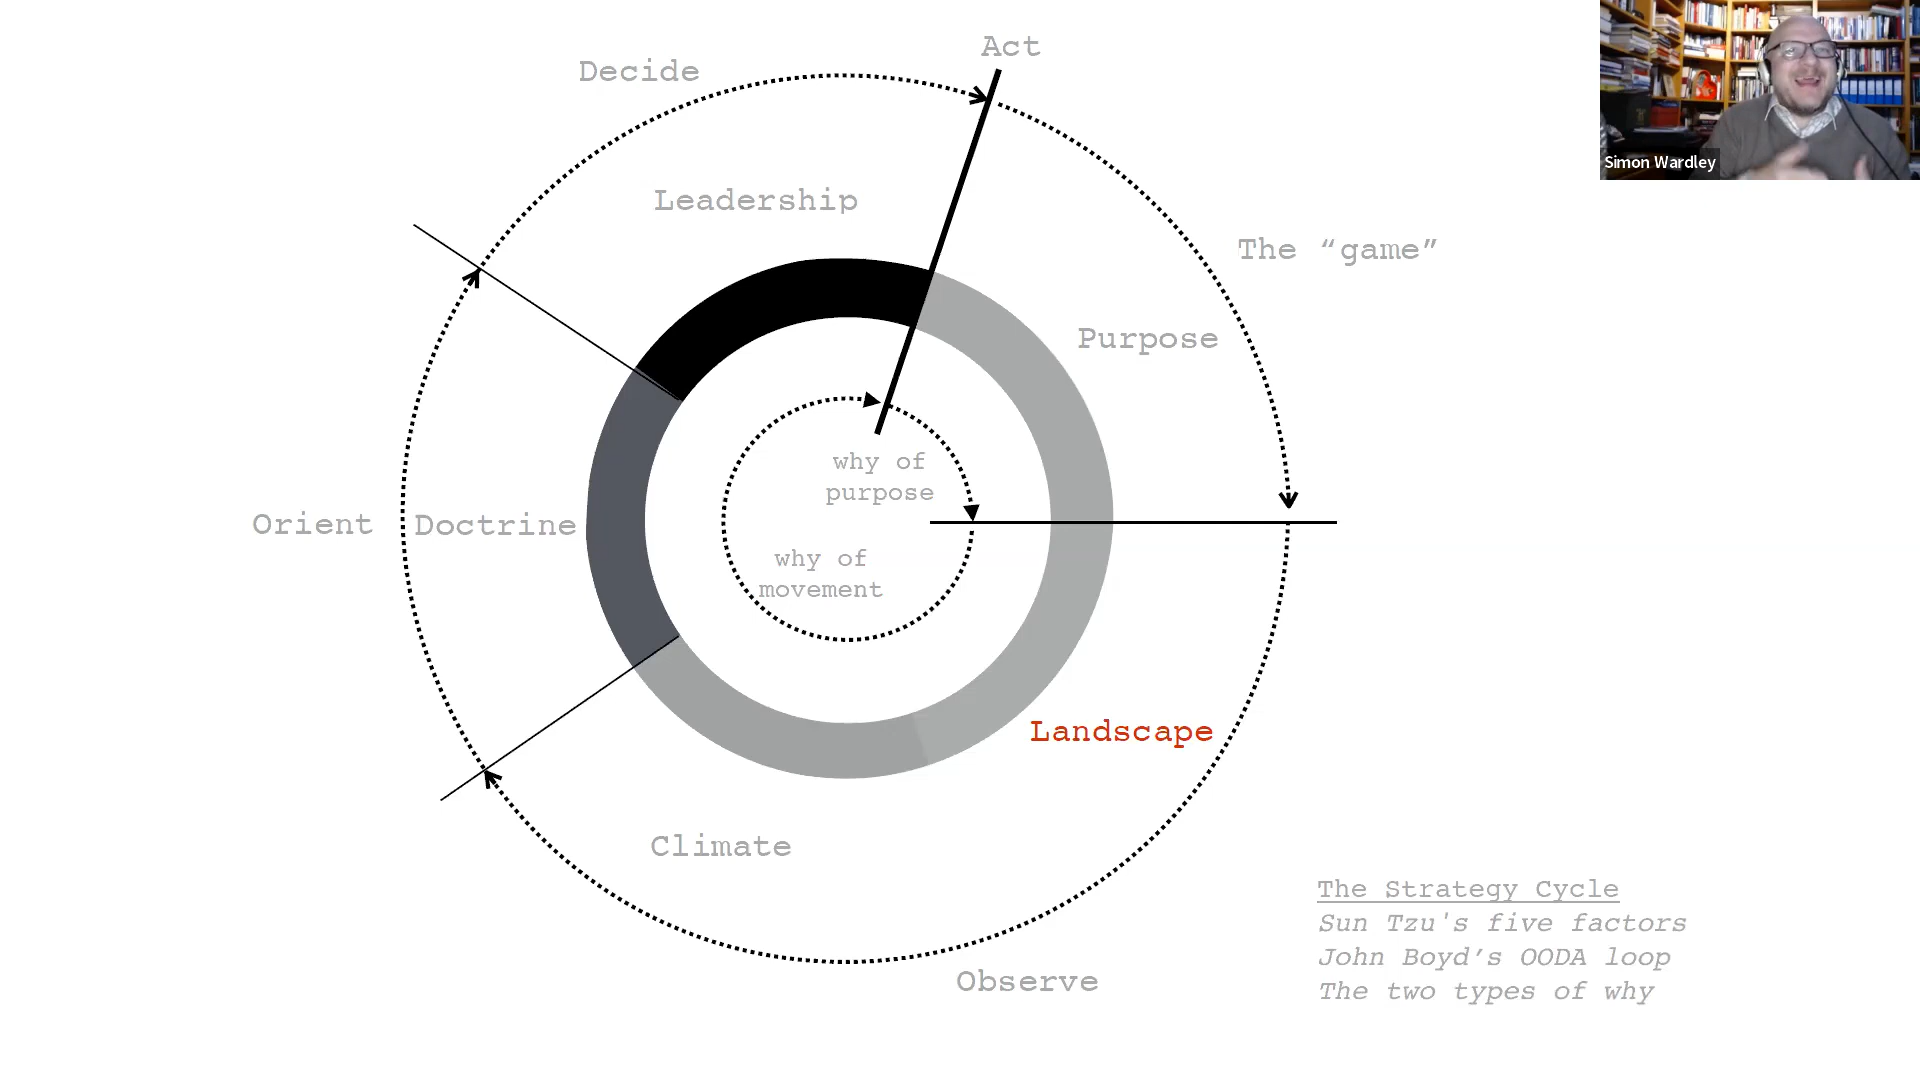 Act
Decide
Leadership
The “game”
Purpose
why of
purpose
Orient
Doctrine
why of
movement
Landscape
Climate
Observe
The Strategy Cycle
Sun Tzu's five factors
John Boyd’s OODA loop
The two types of why
Simon Wardley